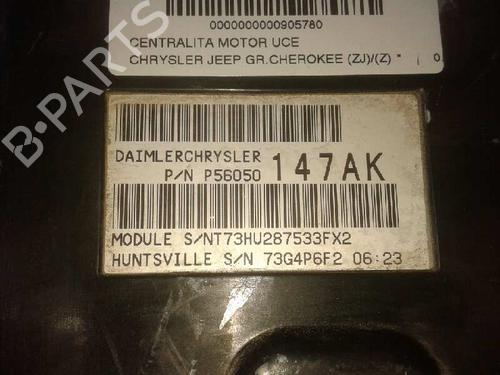 0000000000905780
CENTRALITA MOTOR UCE
CHRYSLER JEEP GR.CHEROKEE (ZJ)/(Z) * | 0.
DAIMLERCHRYSLER
P/N P56050 147AK
MODULE S/NT73HU287533FX2
HUNTSVILLE S/N 73G4P6F2 06:23
B-PARTS